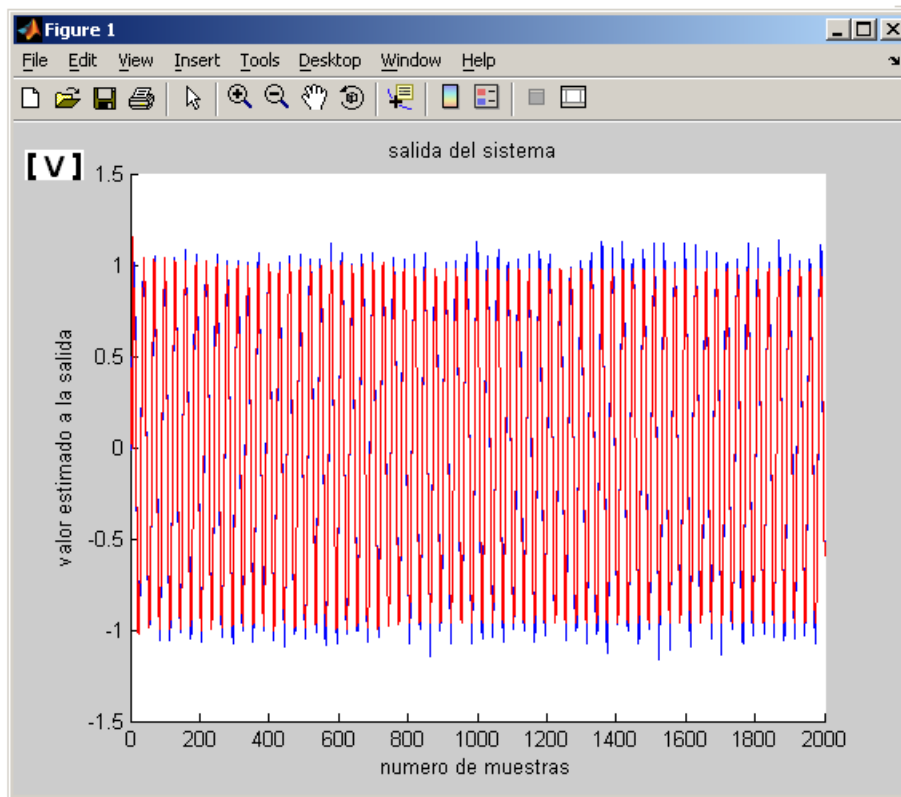 Figure 1
File Edit View Insert Tools Desktop Window Help
salida del sistema
[ V ]
1.5
1
0.5
0
-0.5
-1
-1.5
valor estimado a la salida
0 200 400 600 800 1000 1200 1400 1600 1800 2000
numero de muestras